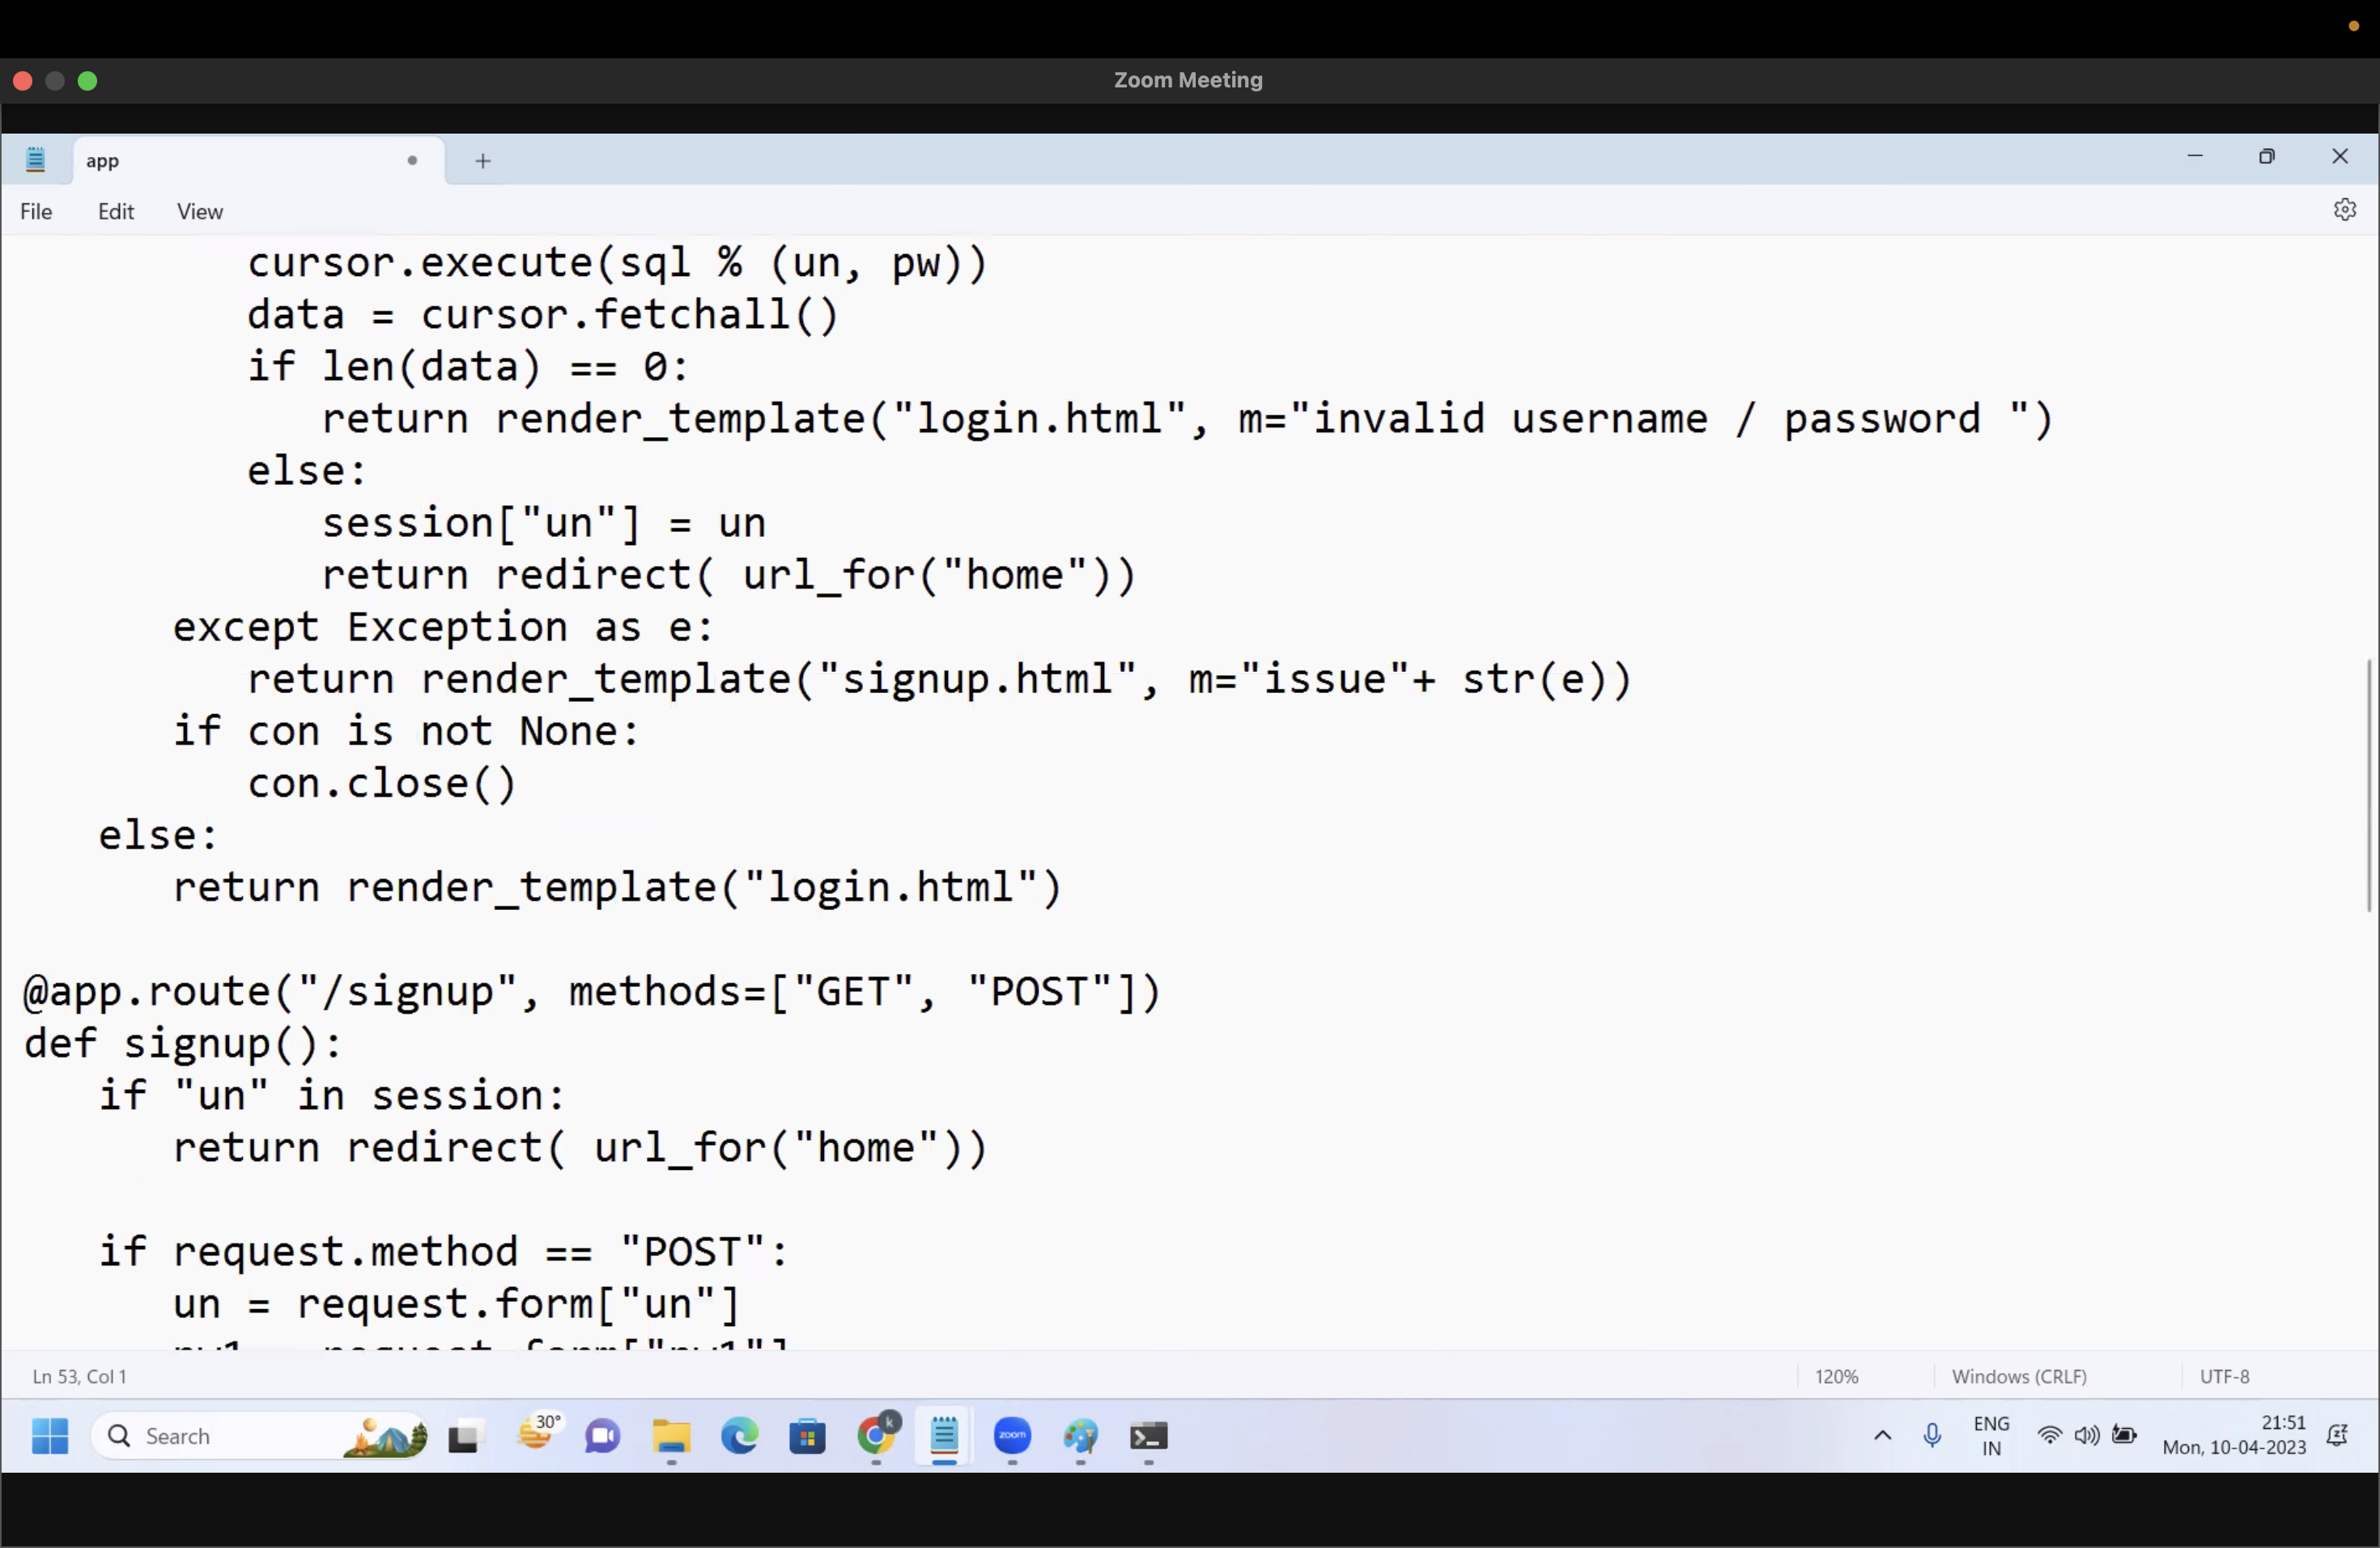 Zoom Meeting
app
File Edit View
        cursor.execute(sql % (un, pw))
        data = cursor.fetchall()
        if len(data) == 0:
            return render_template("login.html", m="invalid username / password ")
        else:
            session["un"] = un
            return redirect( url_for("home"))
    except Exception as e:
        return render_template("signup.html", m="issue"+ str(e))
    if con is not None:
        con.close()
else:
    return render_template("login.html")
@app.route("/signup", methods=["GET", "POST"])
def signup():
    if "un" in session:
        return redirect( url_for("home"))
    if request.method == "POST":
        un = request.form["un"]
        pw1 = request.form["pw1"]
Ln 53, Col 1 120% Windows (CRLF) UTF-8
Search 30° k zoom ENG 21:51
IN Mon, 10-04-2023